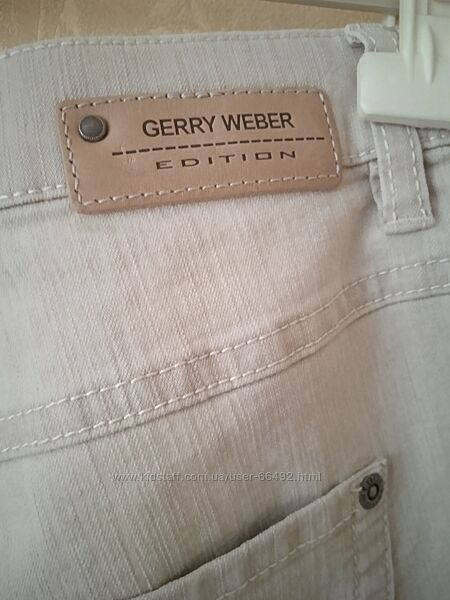 GERRY WEBER
EDITION
www.kidstaff.com.ua/user-66492.html